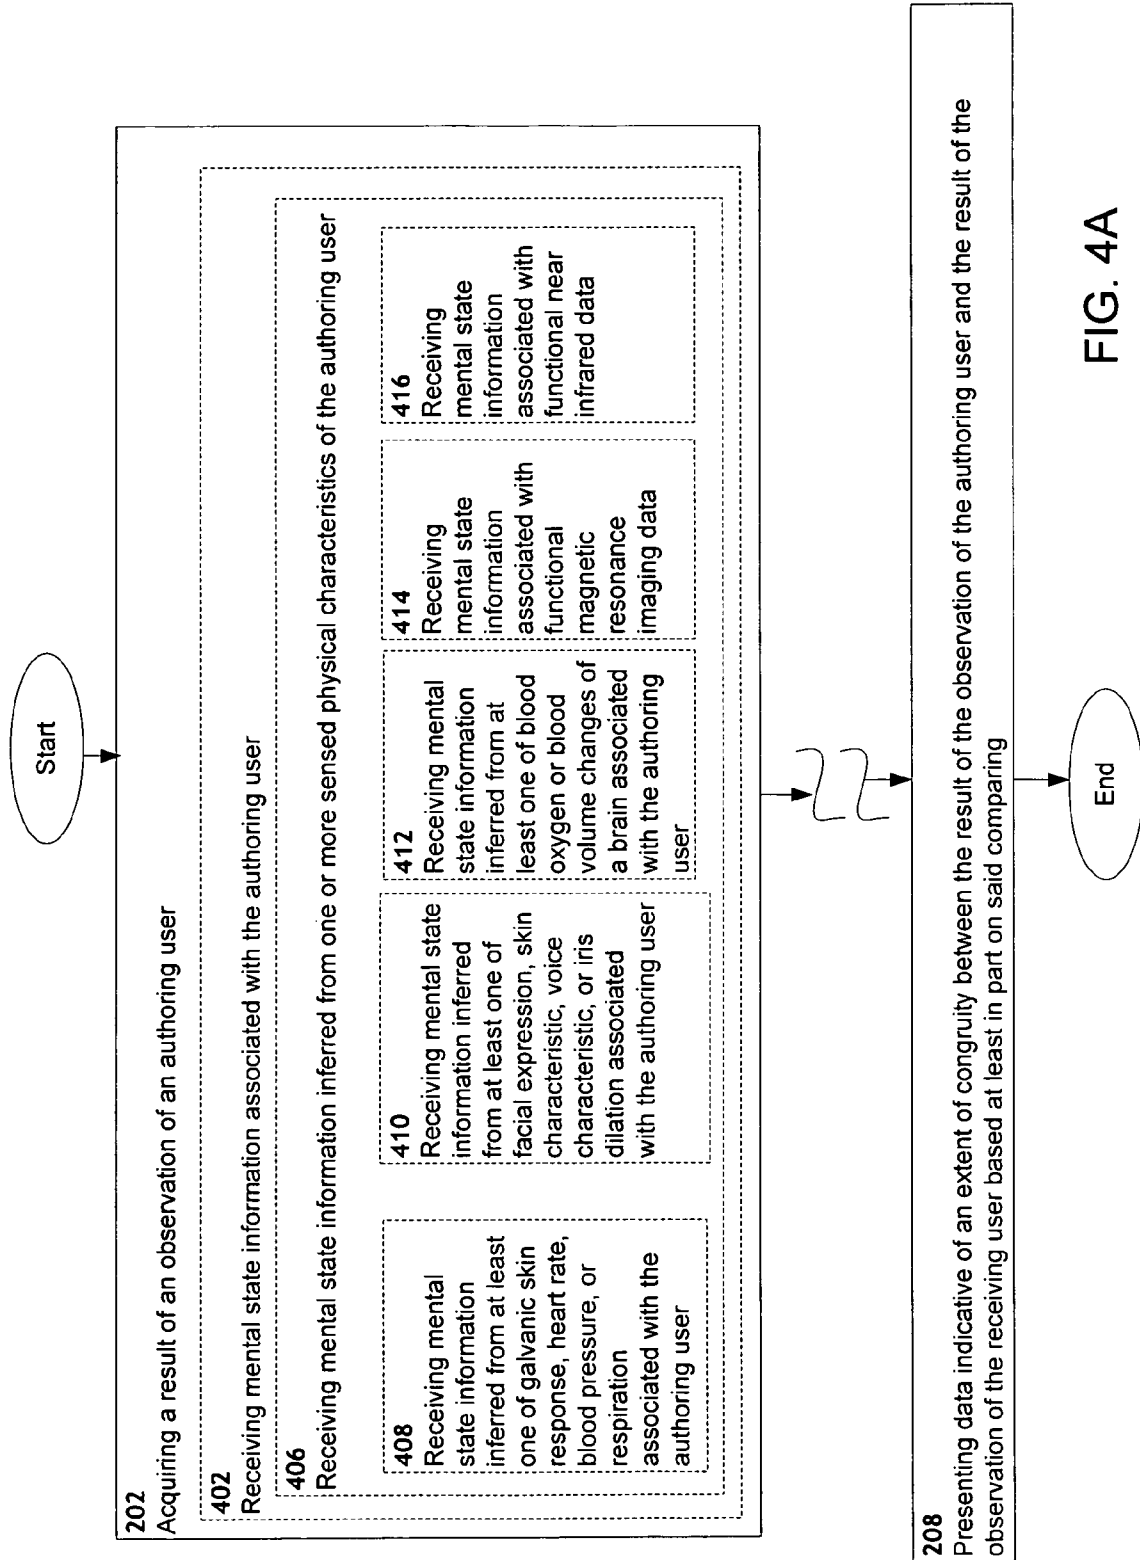 Start
202
Acquiring a result of an observation of an authoring user
402
Receiving mental state information associated with the authoring user
406
Receiving mental state information inferred from one or more sensed physical characteristics of the authoring user
408
Receiving mental
state information
inferred from at least
one of galvanic skin
response, heart rate,
blood pressure, or
respiration
associated with the
authoring user
410
Receiving mental state
information inferred
from at least one of
facial expression, skin
characteristic, voice
characteristic, or iris
dilation associated
with the authoring user
412
Receiving mental
state information
inferred from at
least one of blood
oxygen or blood
volume changes of
a brain associated
with the authoring
user
414
Receiving
mental state
information
associated with
functional
magnetic
resonance
imaging data
416
Receiving
mental state
information
associated with
functional near
infrared data
208
Presenting data indicative of an extent of congruity between the result of the observation of the authoring user and the result of the
observation of the receiving user based at least in part on said comparing
End
FIG. 4A